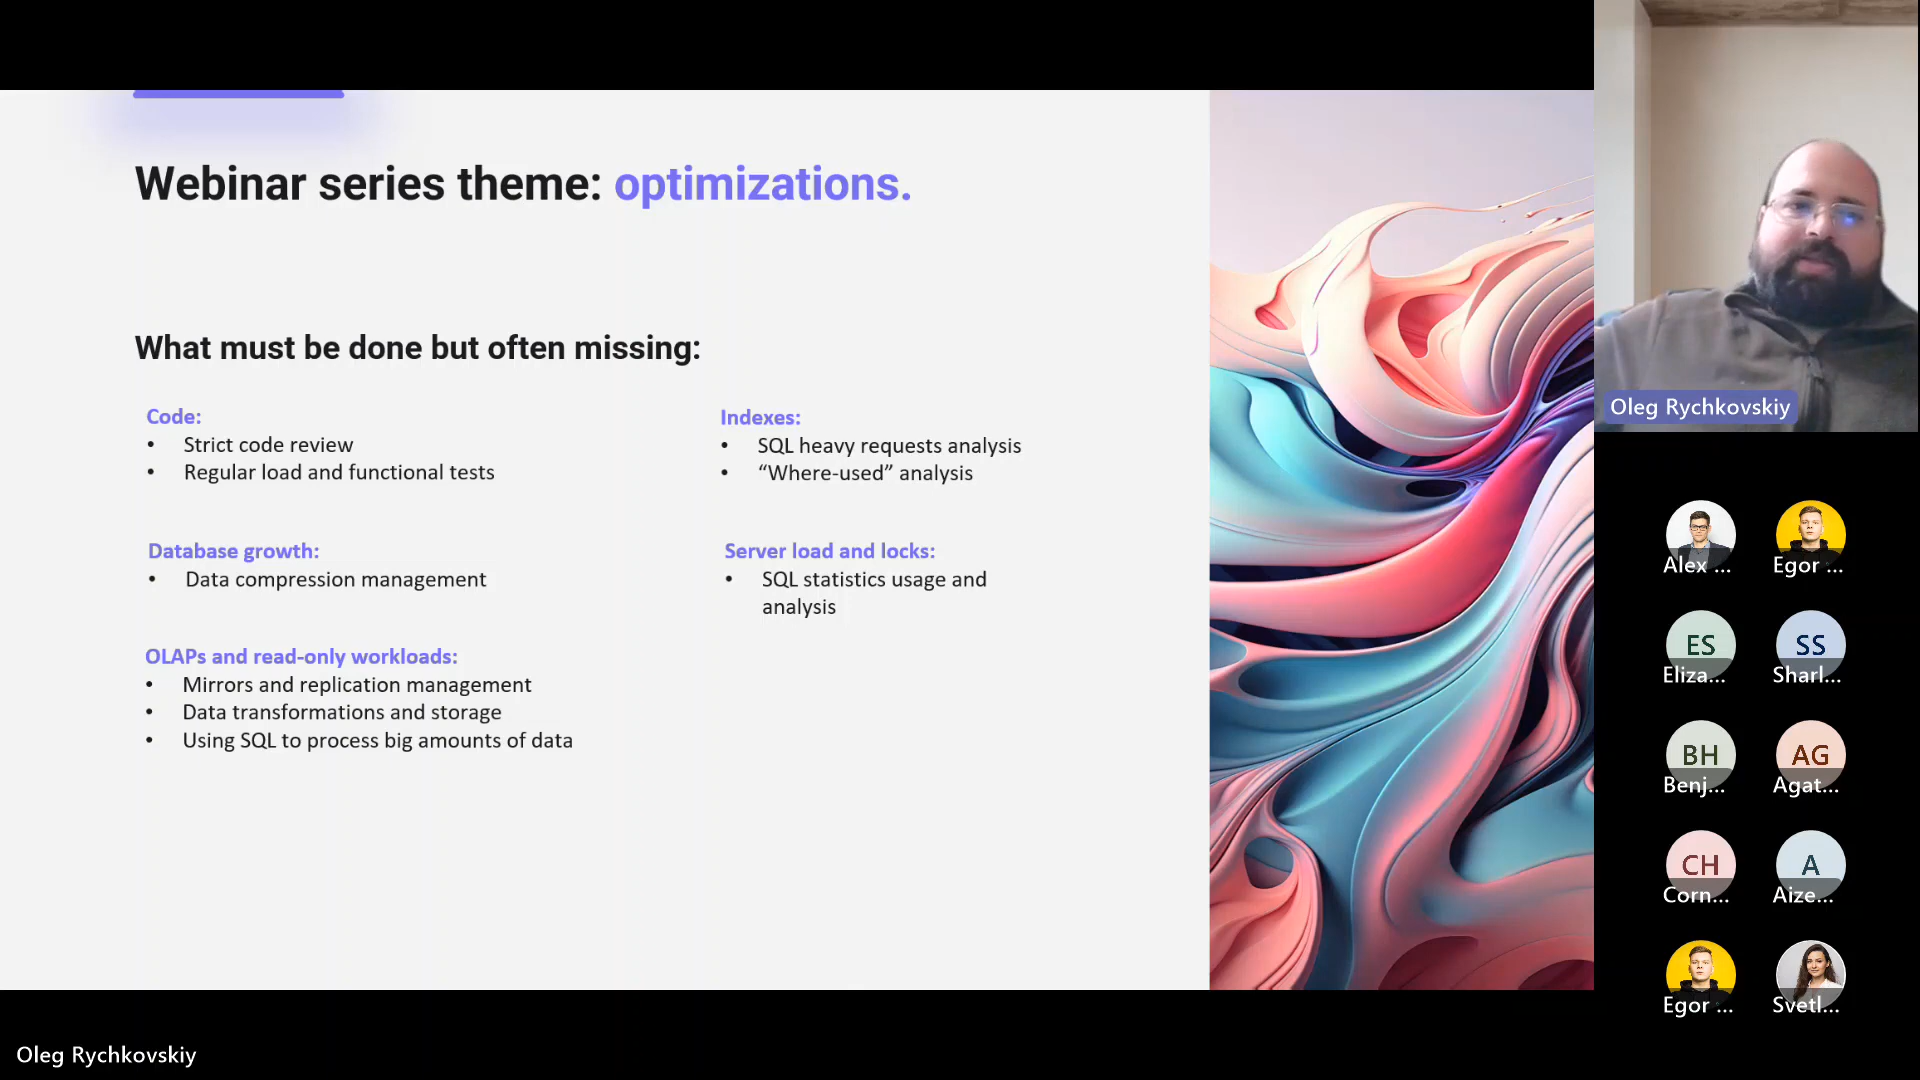 Webinar series theme: optimizations.
What must be done but often missing:
Code:
• Strict code review
• Regular load and functional tests
Database growth:
• Data compression management
OLAPs and read-only workloads:
• Mirrors and replication management
• Data transformations and storage
• Using SQL to process big amounts of data
Indexes:
• SQL heavy requests analysis
• “Where-used” analysis
Server load and locks:
• SQL statistics usage and
analysis
Oleg Rychkovskiy
Alex ...
Egor ...
ES
Eliza...
SS
Sharl...
BH
Benj...
AG
Agat...
CH
Corn...
A
Aize...
Egor ...
Svetl...
Oleg Rychkovskiy